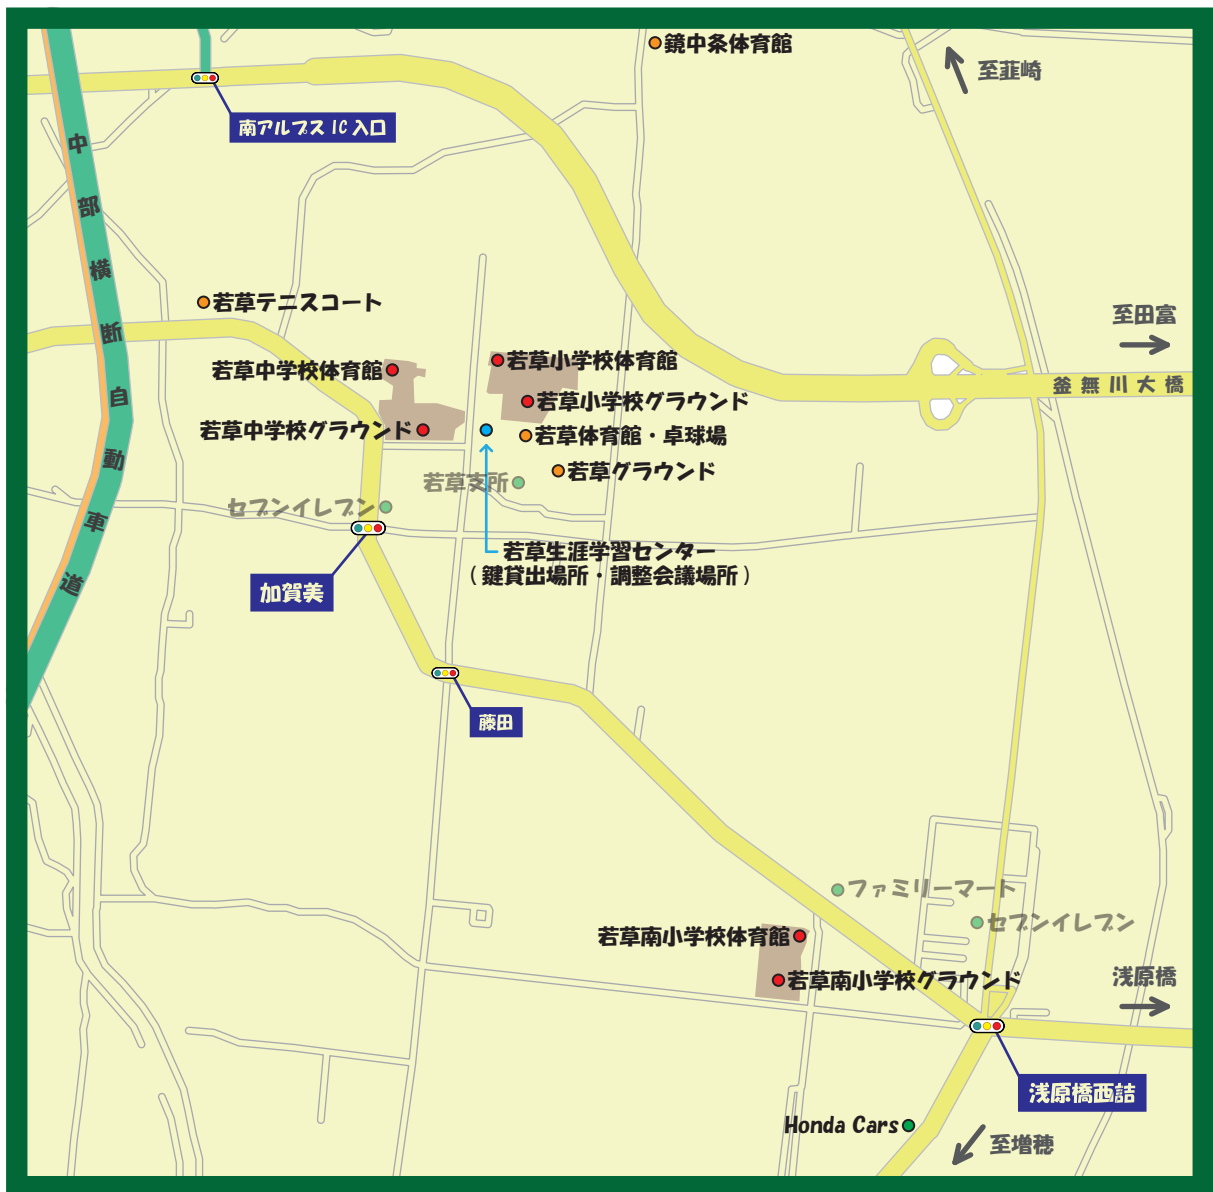 鏡中条体育館
至韮崎
南アルプスIC入口
中部横断自動車道
若草テニスコート
至田富
釜無川大橋
若草中学校体育館
若草小学校体育館
若草小学校グラウンド
若草中学校グラウンド
若草体育館・卓球場
若草グラウンド
若草支所
セブンイレブン
若草生涯学習センター
(鍵貸出場所・調整会議場所)
加賀美
藤田
ファミリーマート
セブンイレブン
若草南小学校体育館
若草南小学校グラウンド
浅原橋
浅原橋西詰
Honda Cars
至増穂